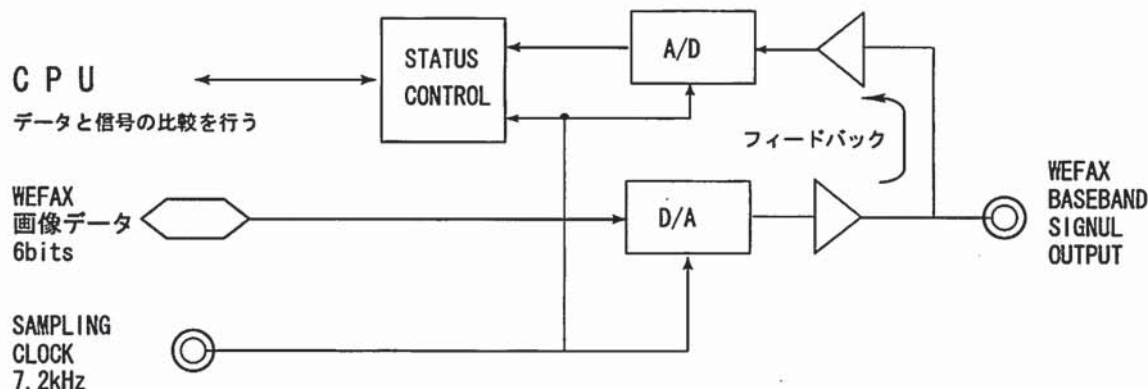 CPU
データと信号の比較を行う
STATUS
CONTROL
A/D
フィードバック
WEFAX
画像データ
6bits
D/A
WEFAX
BASEBAND
SIGNUL
OUTPUT
SAMPLING
CLOCK
7.2kHz